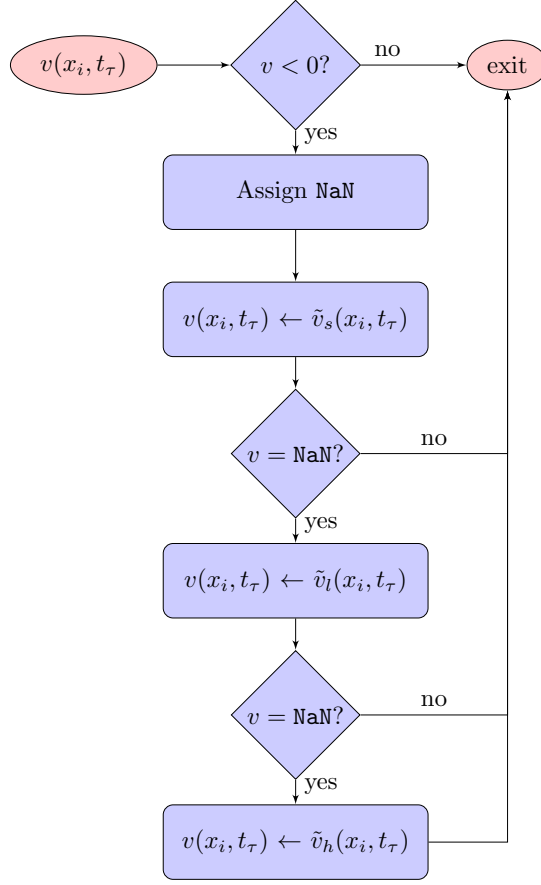 v(x_i, t_τ)
v < 0?
no
exit
yes
Assign NaN
v(x_i, t_τ) ← ṽ_s(x_i, t_τ)
v = NaN?
no
yes
v(x_i, t_τ) ← ṽ_l(x_i, t_τ)
v = NaN?
no
yes
v(x_i, t_τ) ← ṽ_h(x_i, t_τ)